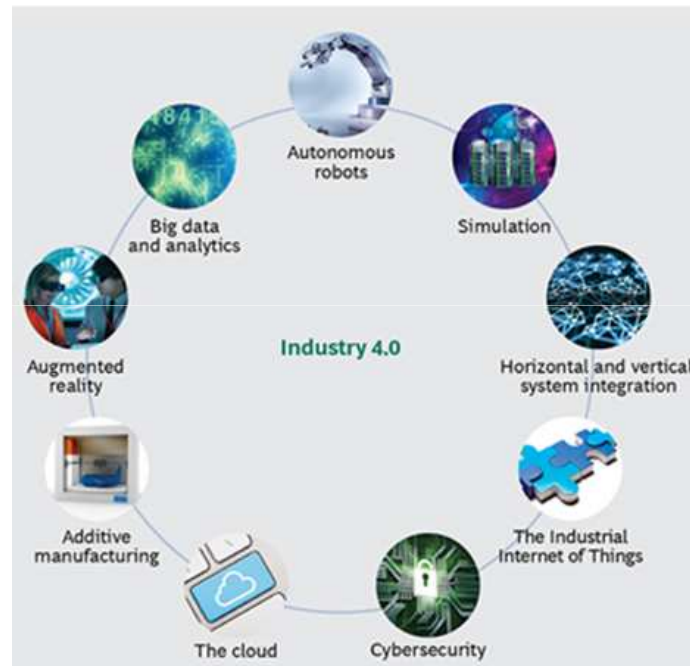 Autonomous
robots
Simulation
Horizontal and vertical
system integration
The Industrial
Internet of Things
Cybersecurity
The cloud
Additive
manufacturing
Augmented
reality
Big data
and analytics
Industry 4.0